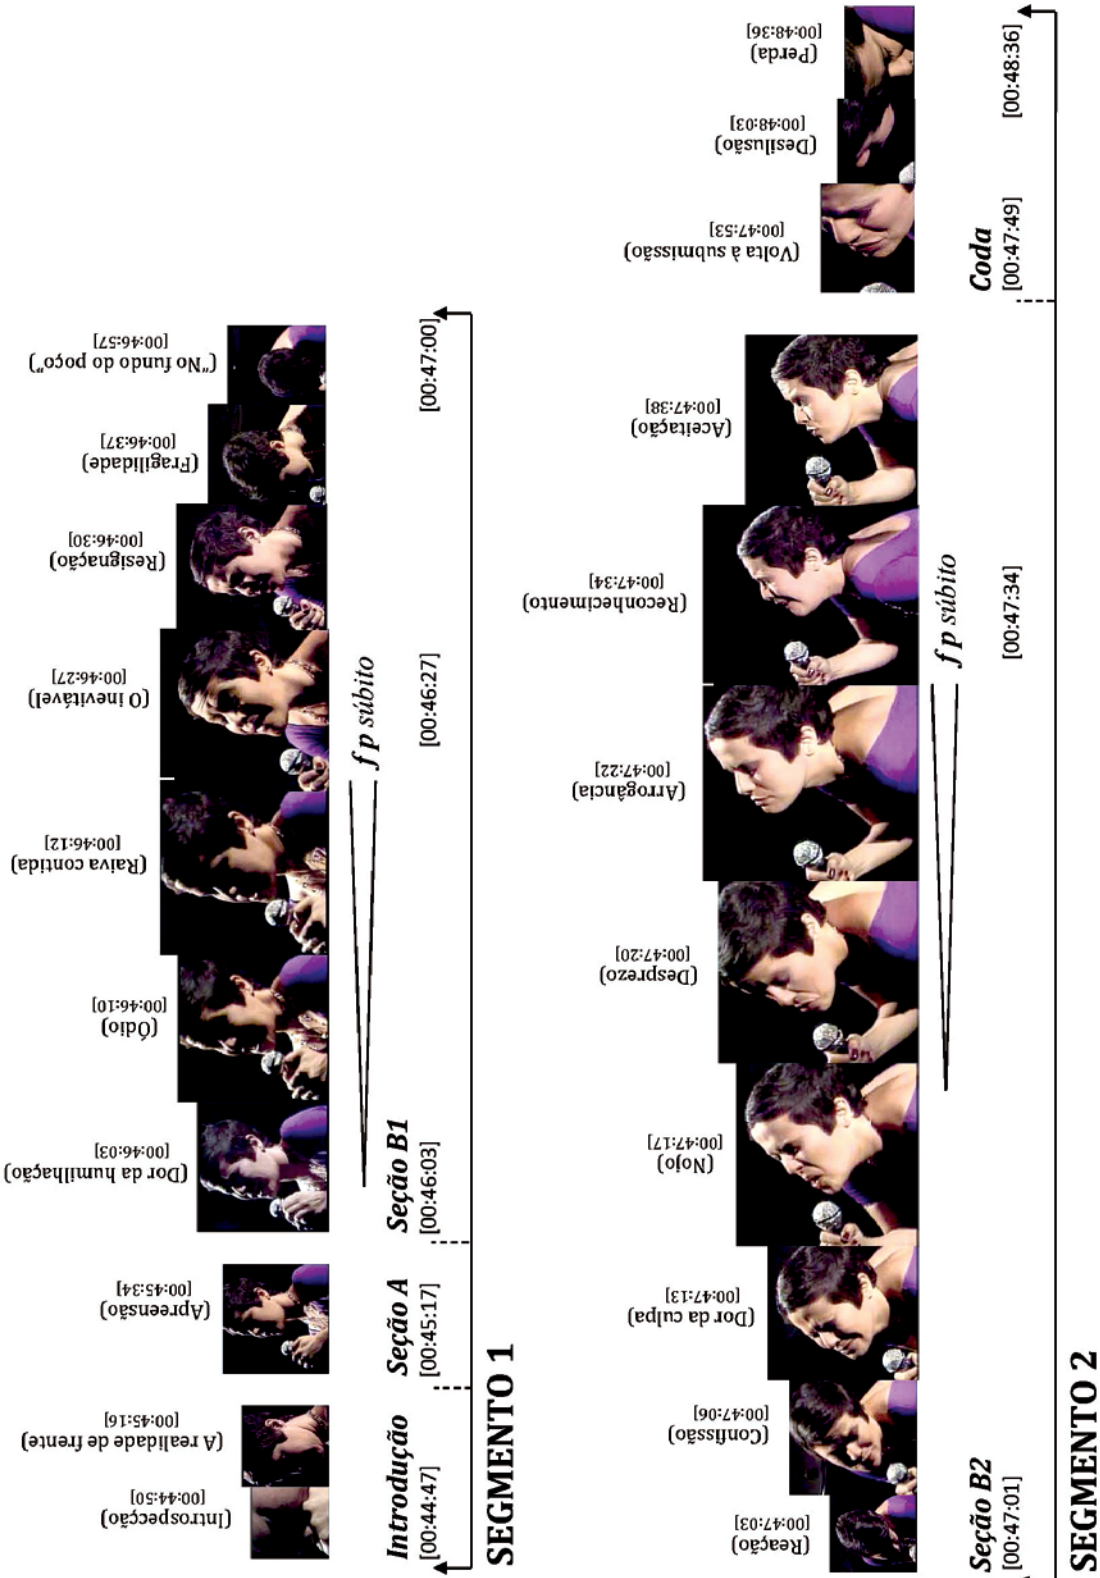 (Introspecção)
[00:44:50]
(A realidade de frente)
[00:45:16]
(Apreensão)
[00:45:34]
(Dor da humilhação)
[00:46:03]
(Ódio)
[00:46:10]
(Raiva contida)
[00:46:12]
(O inevitável)
[00:46:27]
(Resignação)
[00:46:30]
(Fragilidade)
[00:46:37]
("No fundo do poço")
[00:46:57]
f p súbito
Introdução
[00:44:47]
Seção A
[00:45:17]
Seção B1
[00:46:03]
[00:46:27]
[00:47:00]
SEGMENTO 1
(Reação)
[00:47:03]
(Confissão)
[00:47:06]
(Dor da culpa)
[00:47:13]
(Nojo)
[00:47:17]
(Desprezo)
[00:47:20]
(Arrogância)
[00:47:22]
(Reconhecimento)
[00:47:34]
(Aceitação)
[00:47:38]
(Volta à submissão)
[00:47:53]
(Desilusão)
[00:48:03]
(Perda)
[00:48:36]
f p súbito
Seção B2
[00:47:01]
[00:47:34]
Coda
[00:47:49]
[00:48:36]
SEGMENTO 2